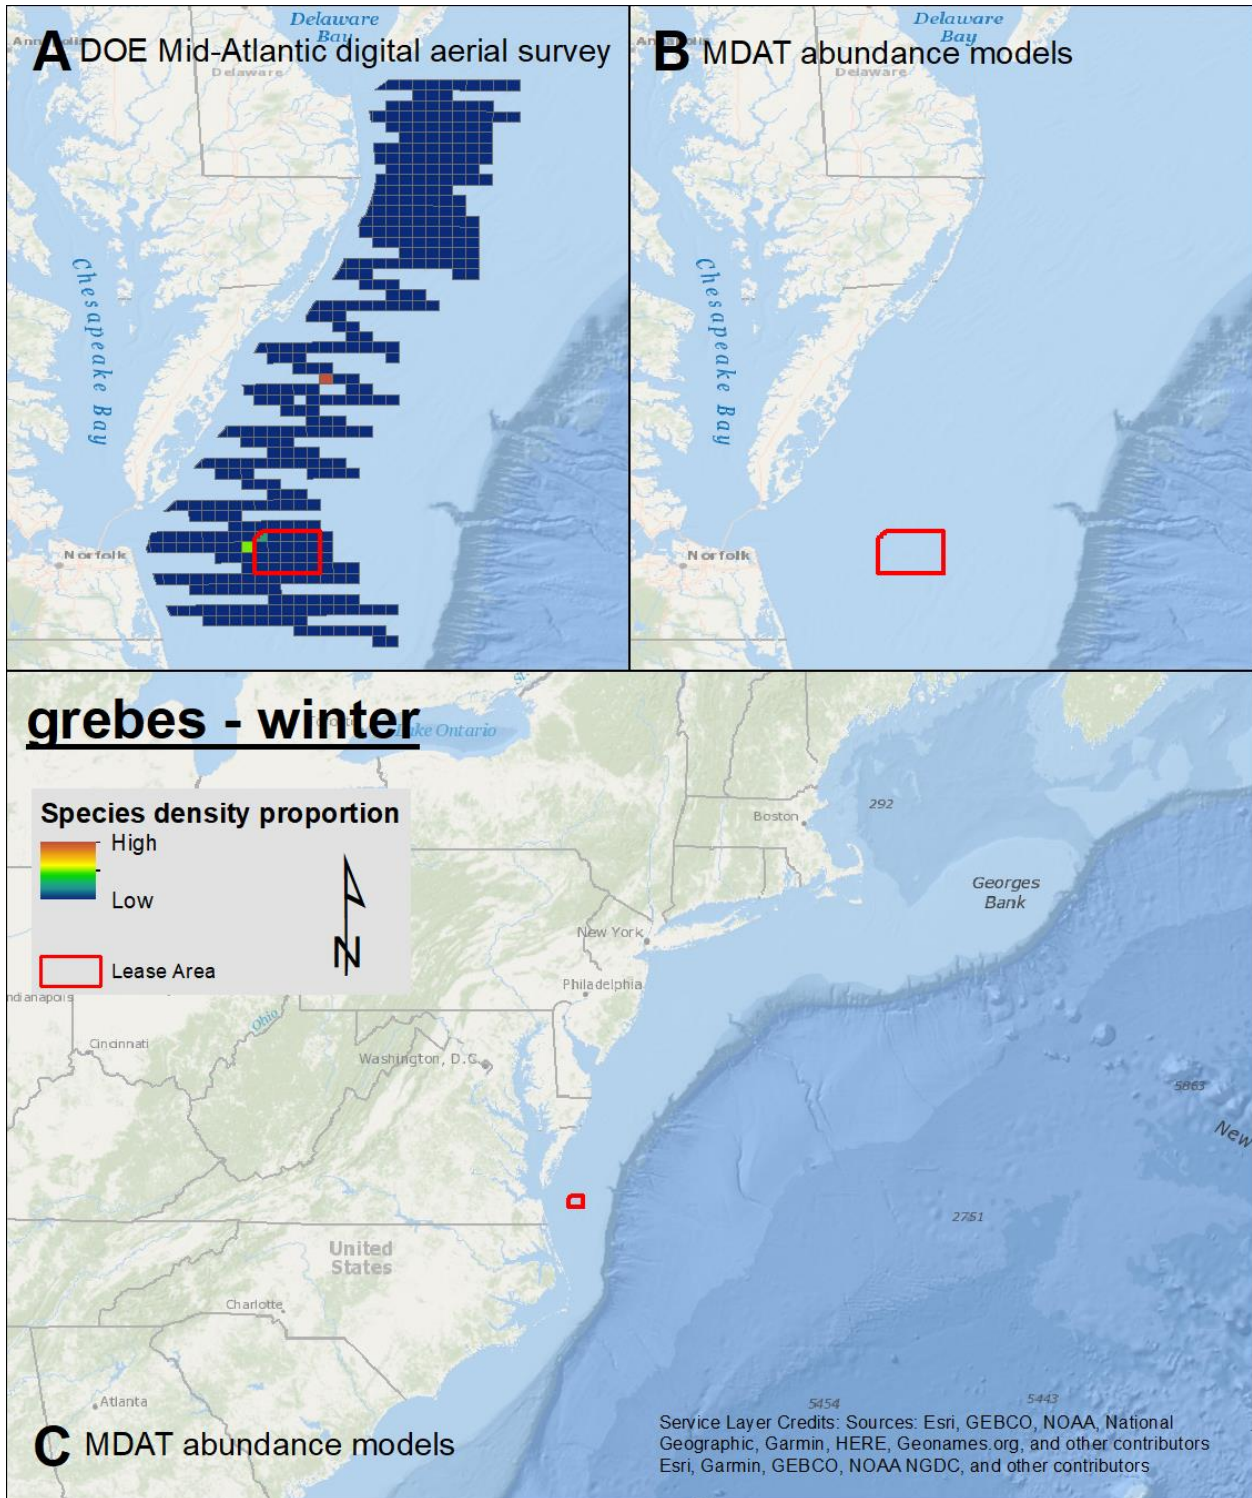 Delaware
Bay
A DOE Mid-Atlantic digital aerial survey
Delaware
Chesapeake Bay
Norfolk
Delaware
Bay
B MDAT abundance models
Delaware
Chesapeake Bay
Norfolk
grebes - winter
Lake Ontario
Species density proportion
High
Low
N
Lease Area
292
Boston
Georges
Bank
New York
Philadelphia
ndianapolis
Ohio
Cincinnati
Washington, D.C.
5863
New
2751
United
States
Charlotte
Atlanta
5454
5443
C MDAT abundance models
Service Layer Credits: Sources: Esri, GEBCO, NOAA, National
Geographic, Garmin, HERE, Geonames.org, and other contributors
Esri, Garmin, GEBCO, NOAA NGDC, and other contributors